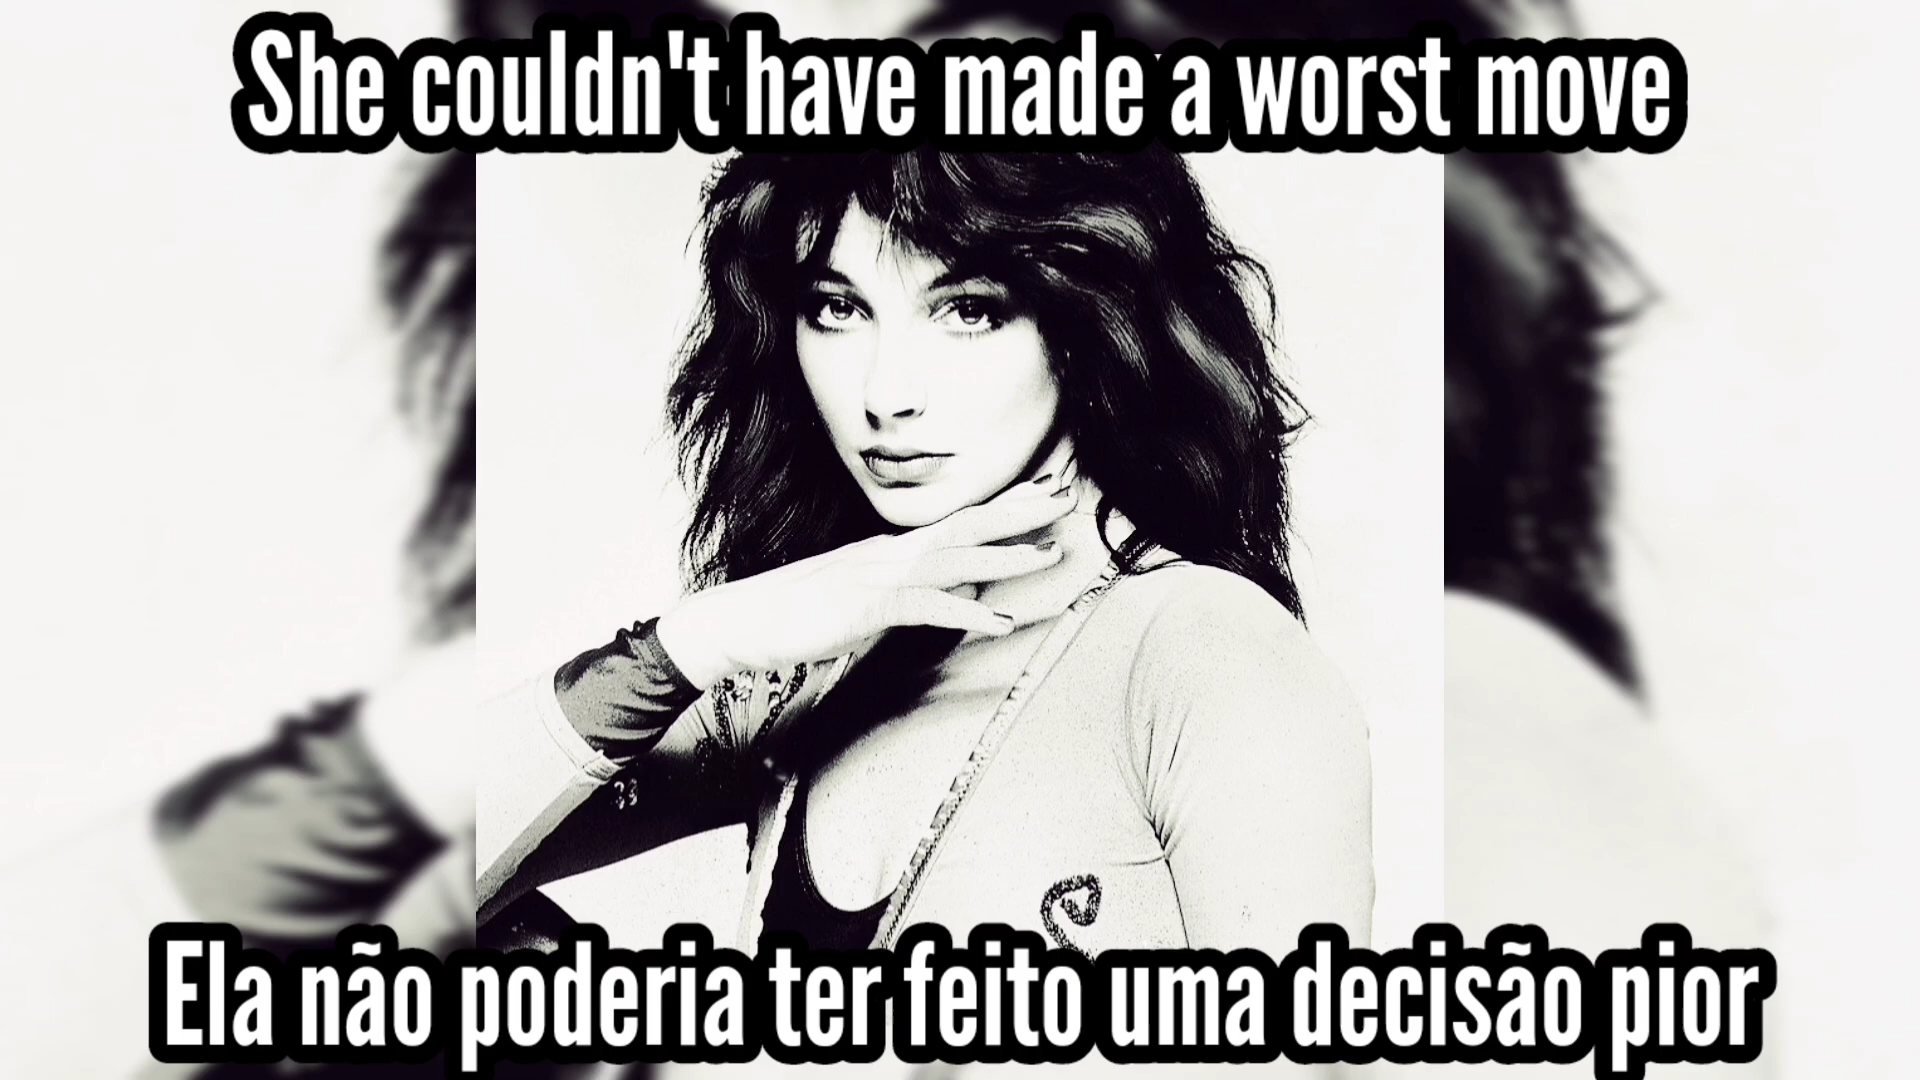 She couldn't have made a worst move
Ela não poderia ter feito uma decisão pior